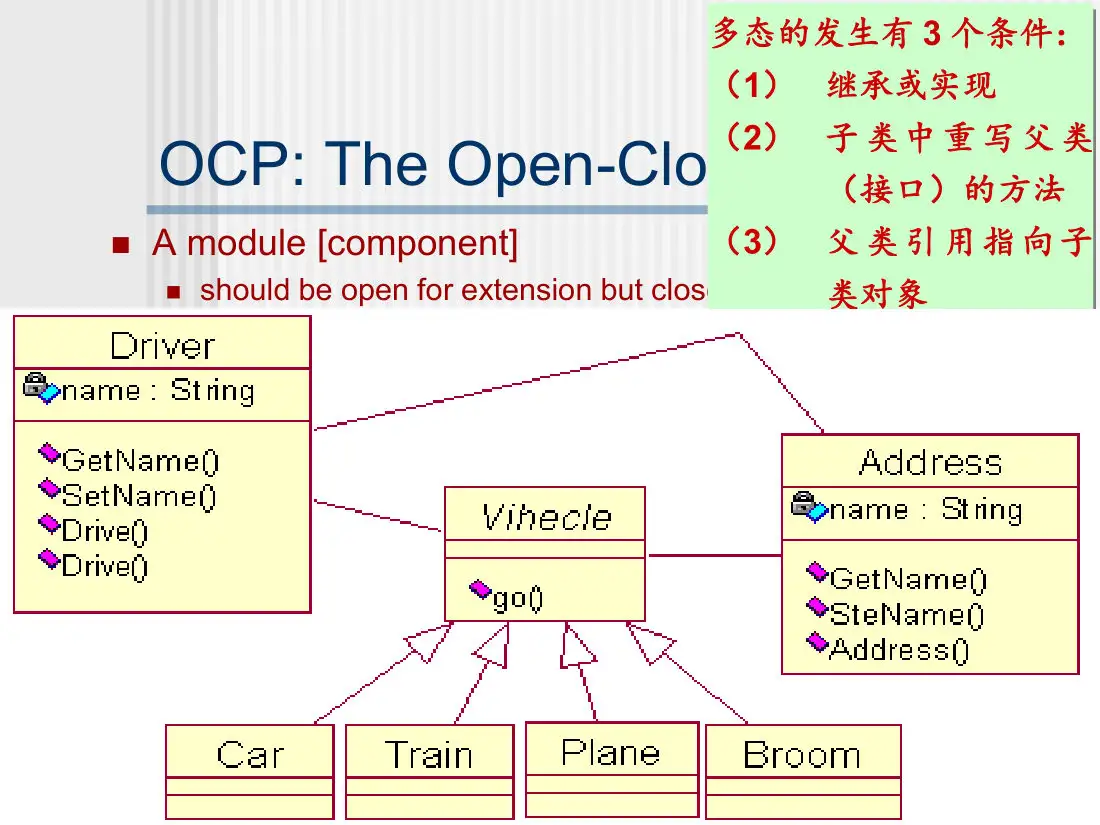 多态的发生有 3 个条件：
（1） 继承或实现
（2） 子类中重写父类
（接口）的方法
（3） 父类引用指向子
类对象
OCP: The Open-Clo
A module [component]
should be open for extension but clos
Driver
name : String
GetName()
SetName()
Drive()
Drive()
Vihecle
go()
Address
name : String
GetName()
SteName()
Address()
Car
Train
Plane
Broom